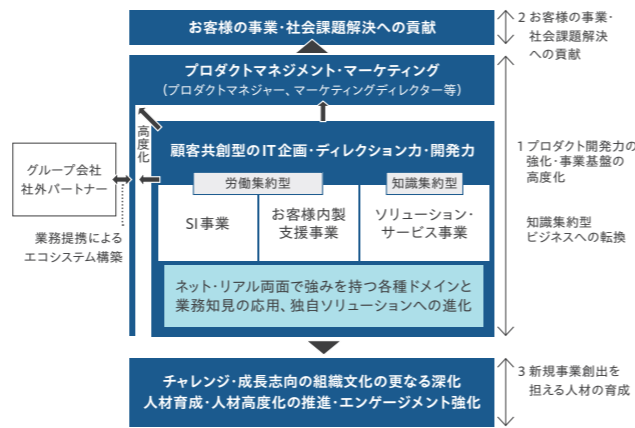 お客様の事業・社会課題解決への貢献
2 お客様の事業・
社会課題解決
への貢献
プロダクトマネジメント・マーケティング
（プロダクトマネジャー、マーケティングディレクター等）
高度化
顧客共創型のIT企画・ディレクション力・開発力
労働集約型
知識集約型
SI事業
お客様内製
支援事業
ソリューション・
サービス事業
ネット・リアル両面で強みを持つ各種ドメインと
業務知見の応用、独自ソリューションへの進化
グループ会社
社外パートナー
業務提携による
エコシステム構築
1 プロダクト開発力の
強化・事業基盤の
高度化
知識集約型
ビジネスへの転換
チャレンジ・成長志向の組織文化の更なる深化
人材育成・人材高度化の推進・エンゲージメント強化
3 新規事業創出を
担える人材の育成